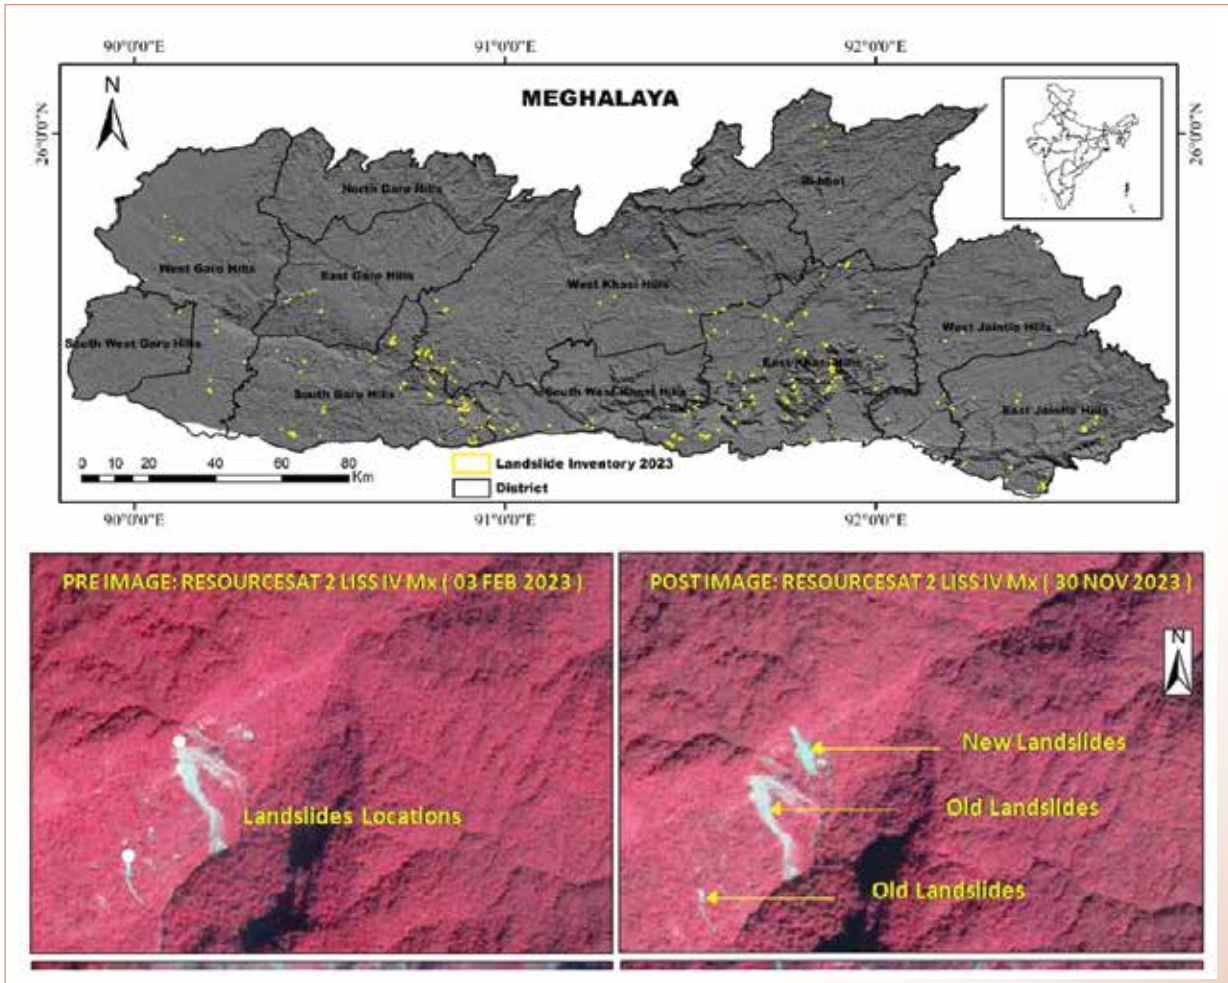 90°0'0"E 91°0'0"E 92°0'0"E
N
MEGHALAYA
26°0'0"N
26°0'0"N
North Garo Hills
Ri-bhoi
West Garo Hills
East Garo Hills
West Khasi Hills
South West Garo Hills
West Jaintia Hills
East Khasi Hills
South Garo Hills
South West Khasi Hills
East Jaintia Hills
0 10 20 40 60 80
Km
Landslide Inventory 2023
District
90°0'0"E 91°0'0"E 92°0'0"E
PRE IMAGE: RESOURCESAT 2 LISS IV Mx ( 03 FEB 2023 )
Landslides Locations
POST IMAGE: RESOURCESAT 2 LISS IV Mx ( 30 NOV 2023 )
N
New Landslides
Old Landslides
Old Landslides